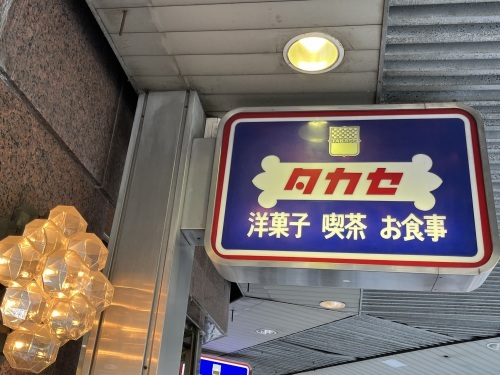 タカセ
洋菓子 喫茶 お食事